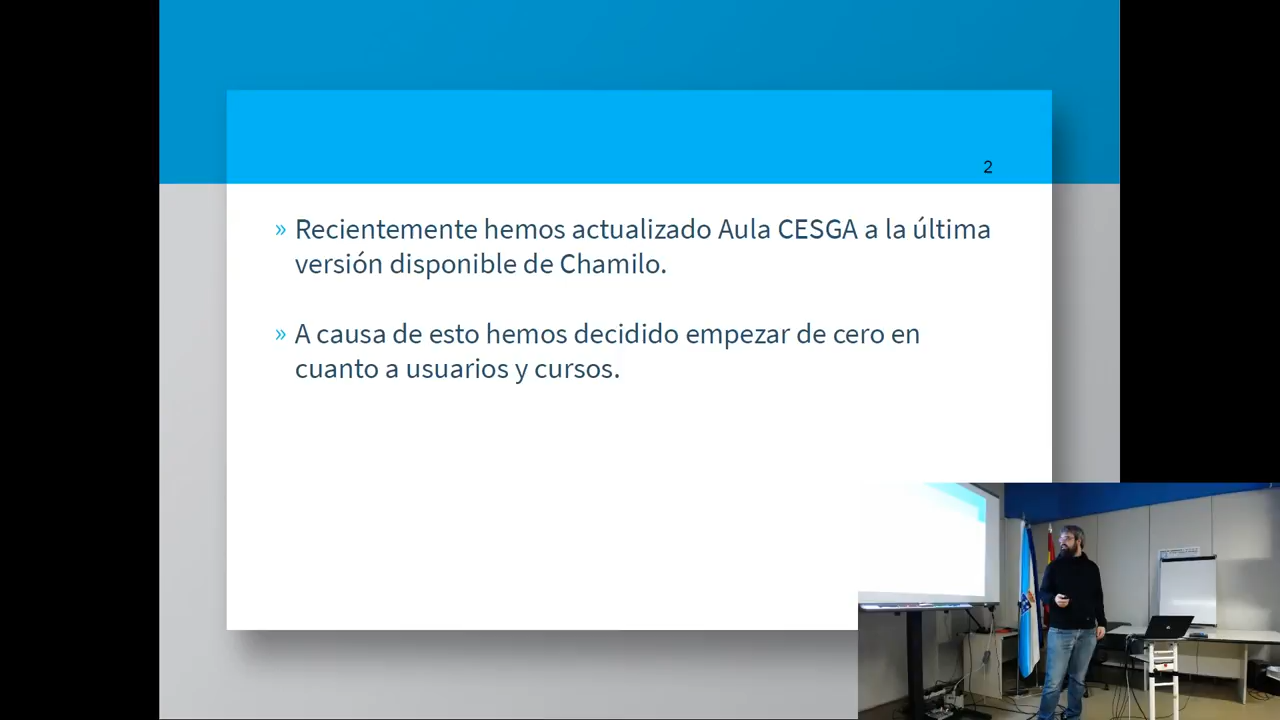 2
» Recientemente hemos actualizado Aula CESGA a la última
versión disponible de Chamilo.
» A causa de esto hemos decidido empezar de cero en
cuanto a usuarios y cursos.